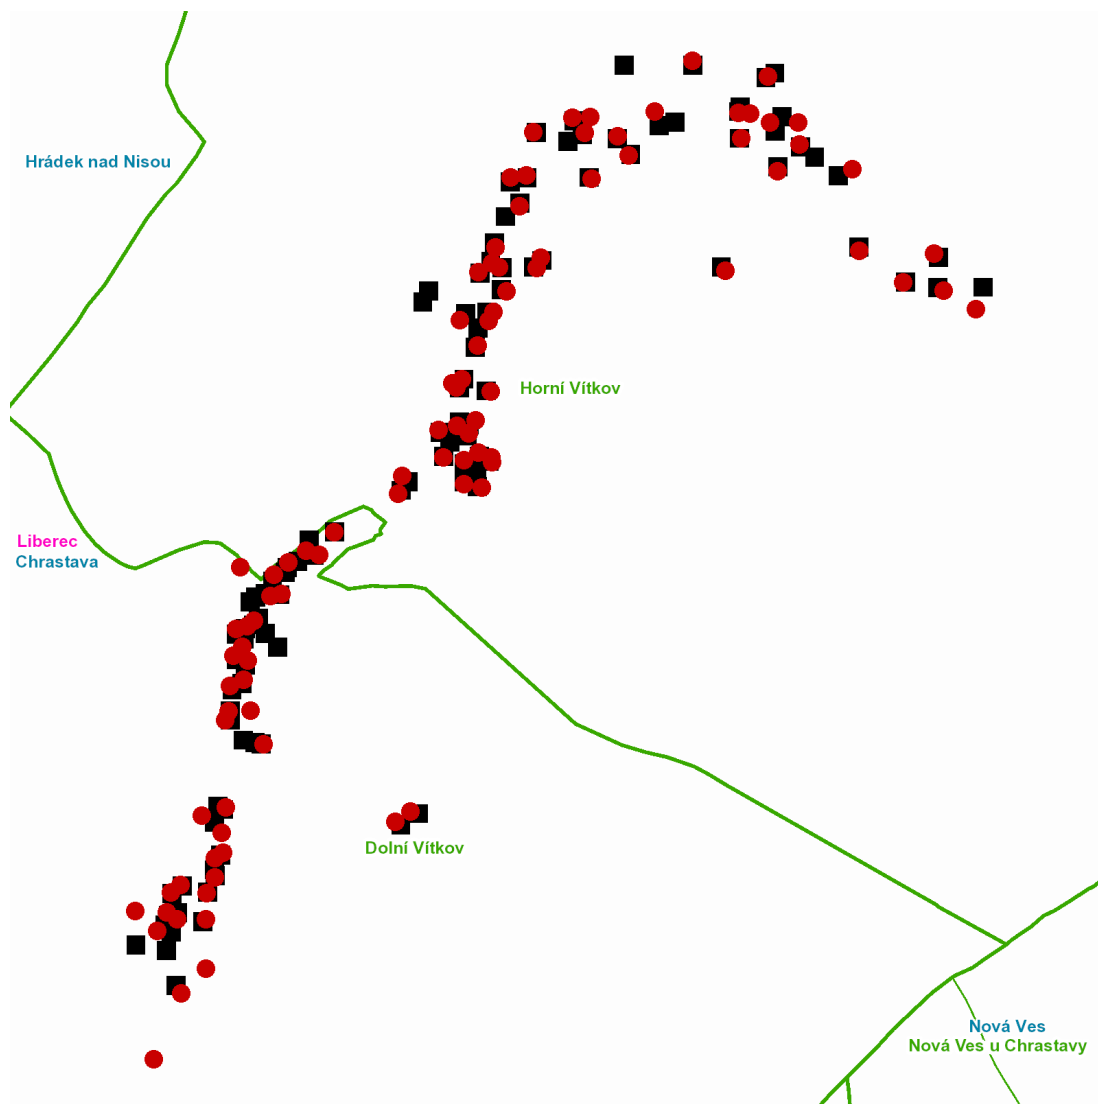 Hrádek nad Nisou
Horní Vítkov
Liberec
Chrastava
Dolní Vítkov
Nová Ves
Nová Ves u Chrastavy